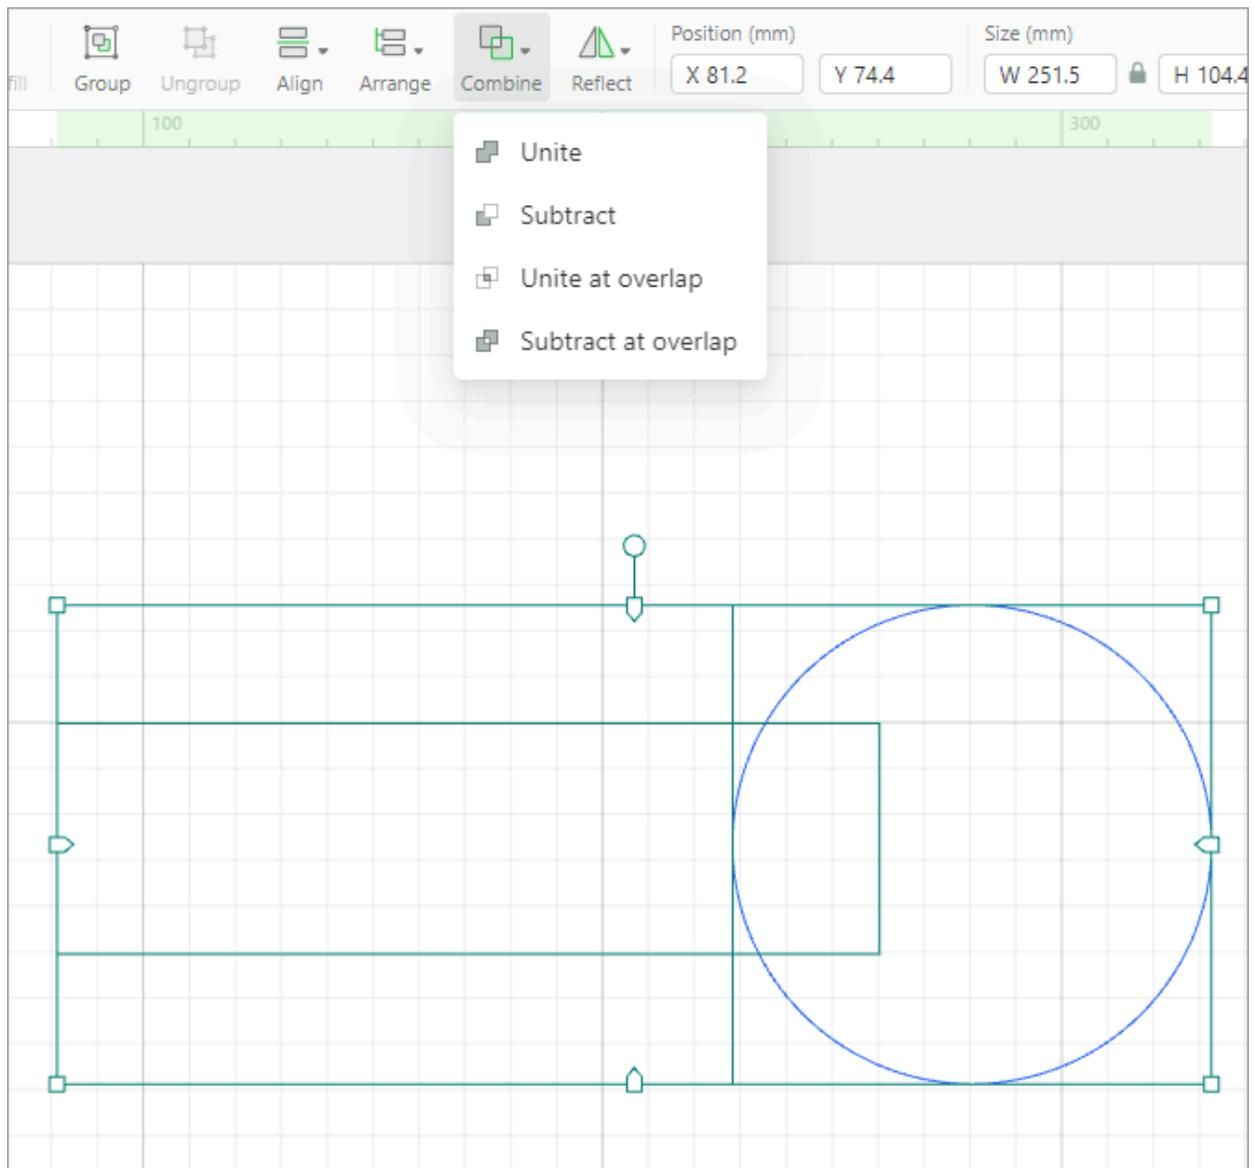 Position (mm)
Size (mm)
X 81.2
Y 74.4
W 251.5
H 104.4
fill
Group
Ungroup
Align
Arrange
Combine
Reflect
100
300
Unite
Subtract
Unite at overlap
Subtract at overlap